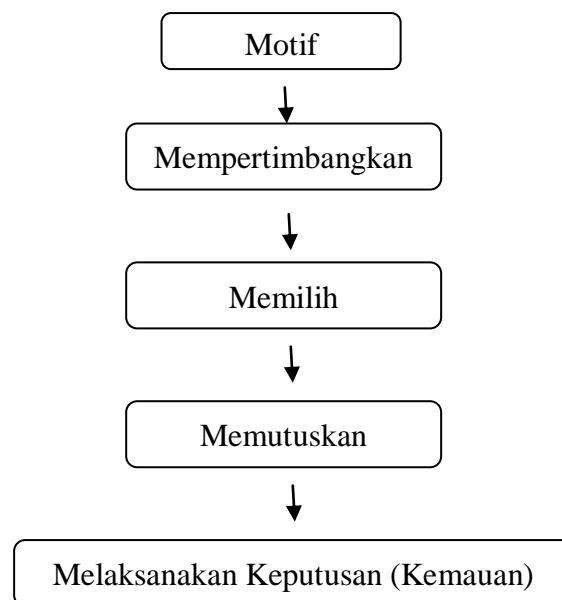 Motif
Mempertimbangkan
Memilih
Memutuskan
Melaksanakan Keputusan (Kemauan)